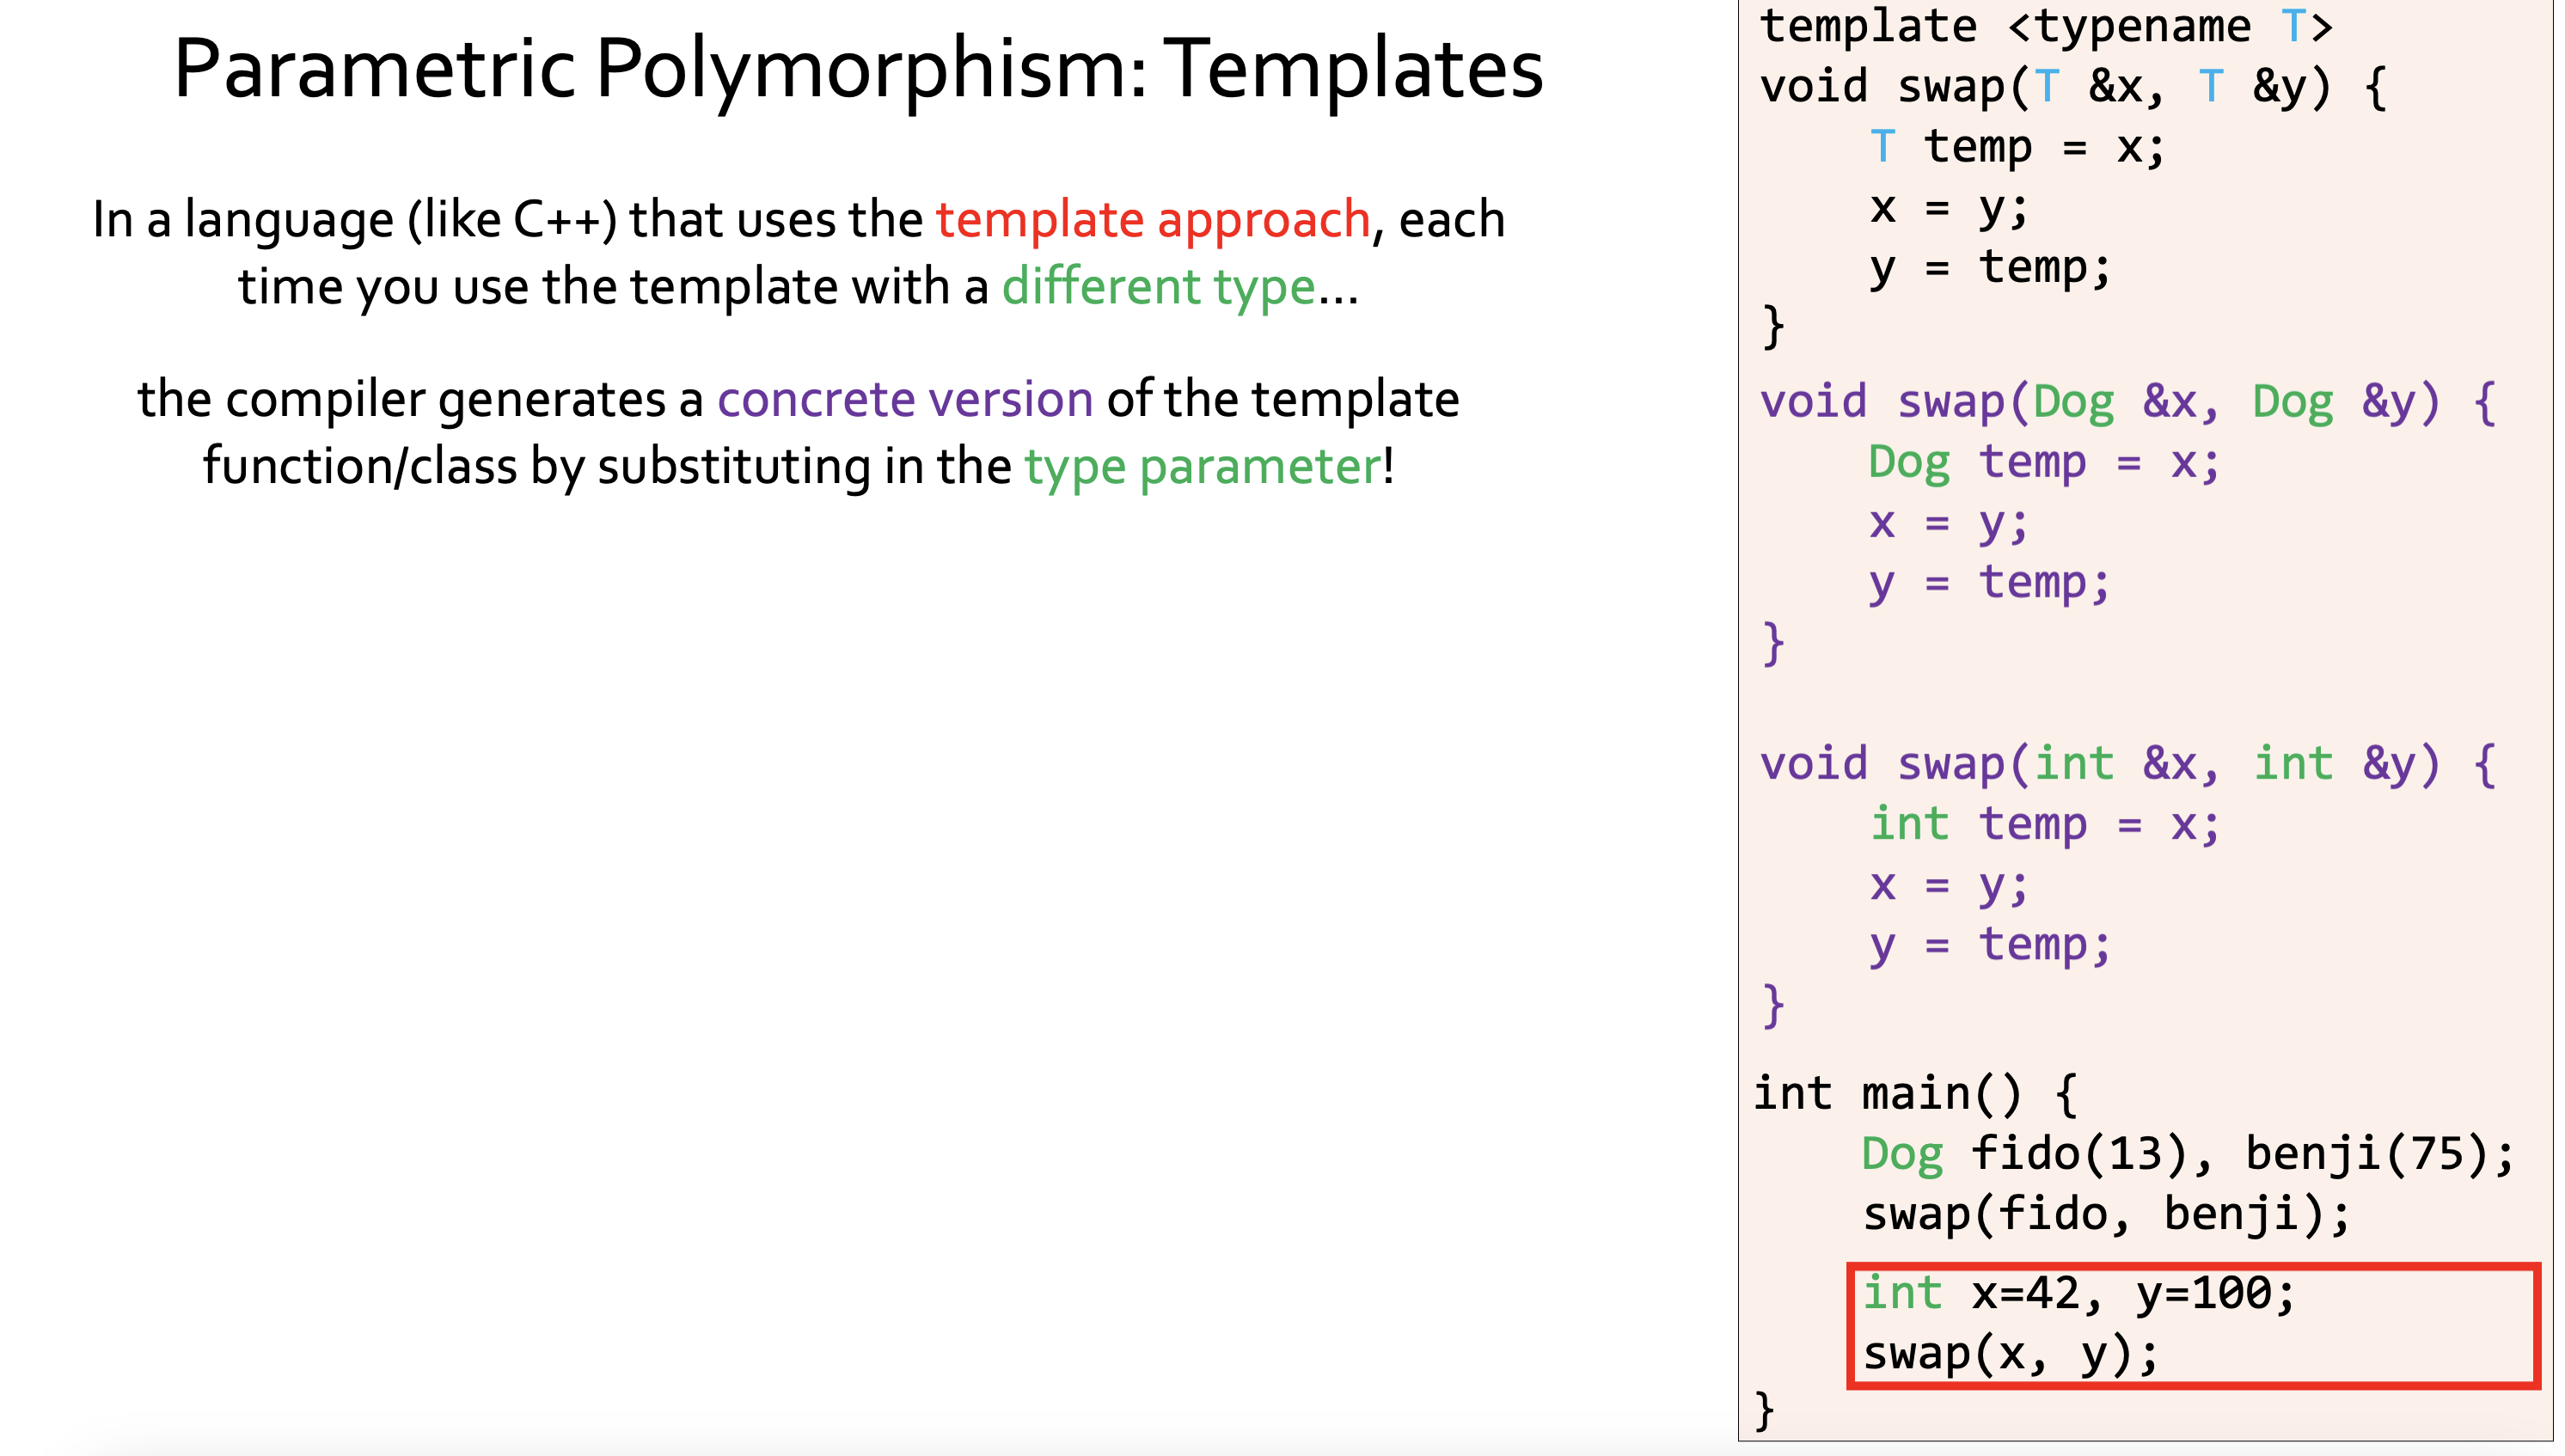 Parametric Polymorphism: Templates
In a language (like C++) that uses the template approach, each
time you use the template with a different type...
the compiler generates a concrete version of the template
function/class by substituting in the type parameter!
template <typename T>
void swap(T &x, T &y) {
T temp = x;
x = y;
y = temp;
}
void swap(Dog &x, Dog &y) {
Dog temp = x;
x = y;
y = temp;
}
void swap(int &x, int &y) {
int temp = x;
x = y;
y = temp;
}
int main() {
Dog fido(13), benji(75);
swap(fido, benji);
int x=42, y=100;
swap(x, y);
}